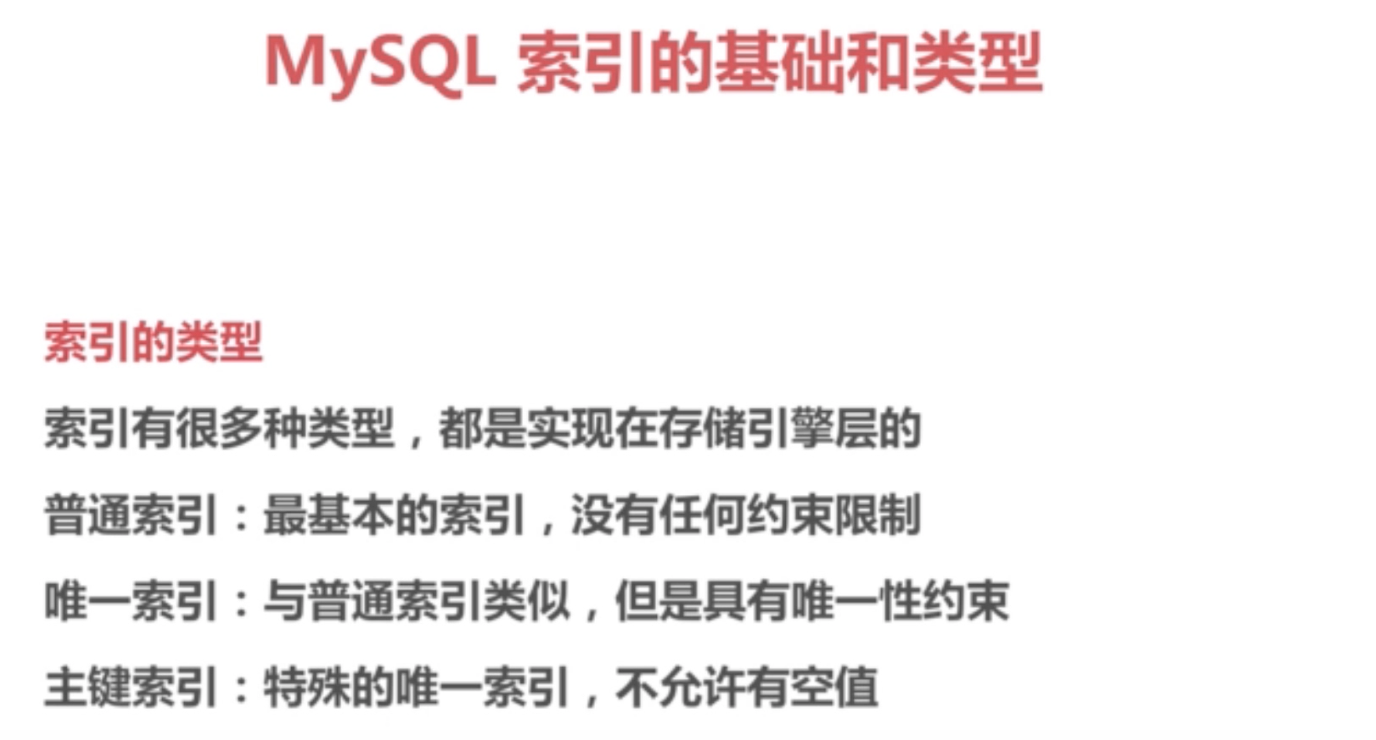 MySQL 索引的基础和类型
索引的类型
索引有很多种类型，都是实现在存储引擎层的
普通索引：最基本的索引，没有任何约束限制
唯一索引：与普通索引类似，但是具有唯一性约束
主键索引：特殊的唯一索引，不允许有空值